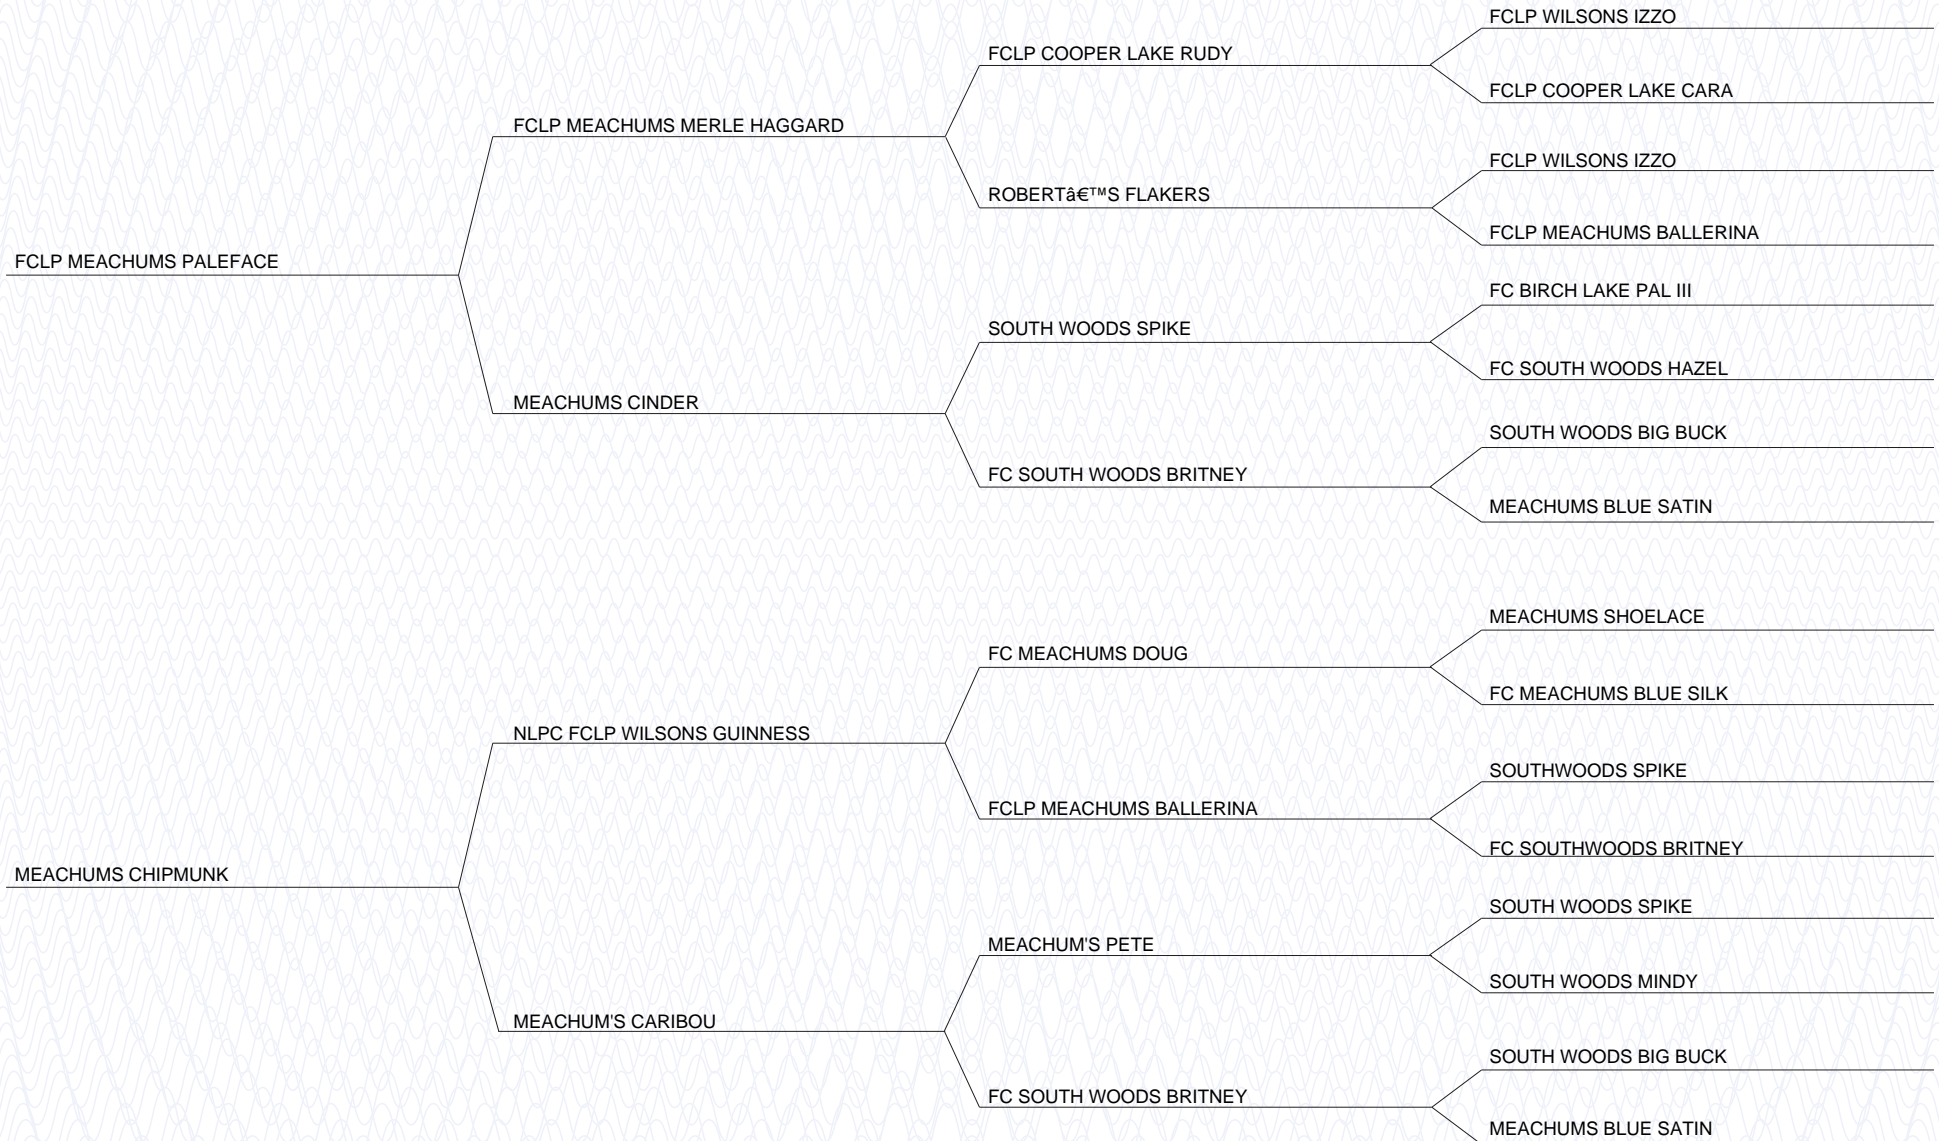 FCLP WILSONS IZZO
FCLP COOPER LAKE RUDY
FCLP COOPER LAKE CARA
FCLP MEACHUMS MERLE HAGGARD
FCLP WILSONS IZZO
ROBERTâ€™S FLAKERS
FCLP MEACHUMS BALLERINA
FCLP MEACHUMS PALEFACE
FC BIRCH LAKE PAL III
SOUTH WOODS SPIKE
FC SOUTH WOODS HAZEL
MEACHUMS CINDER
SOUTH WOODS BIG BUCK
FC SOUTH WOODS BRITNEY
MEACHUMS BLUE SATIN
MEACHUMS SHOELACE
FC MEACHUMS DOUG
FC MEACHUMS BLUE SILK
NLPC FCLP WILSONS GUINNESS
SOUTHWOODS SPIKE
FCLP MEACHUMS BALLERINA
FC SOUTHWOODS BRITNEY
MEACHUMS CHIPMUNK
SOUTH WOODS SPIKE
MEACHUM'S PETE
SOUTH WOODS MINDY
MEACHUM'S CARIBOU
SOUTH WOODS BIG BUCK
FC SOUTH WOODS BRITNEY
MEACHUMS BLUE SATIN